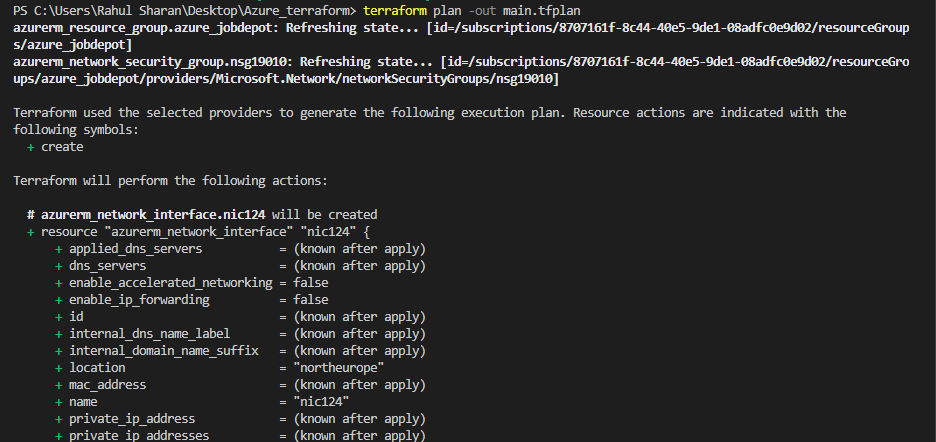 PS C:\Users\Rahul Sharan\Desktop\Azure_terraform> terraform plan -out main.tfplan
azurerm_resource_group.azure_jobdepot: Refreshing state... [id=/subscriptions/8707161f-8c44-40e5-9de1-08adfc0e9d02/resourceGroup
s/azure_jobdepot]
azurerm_network_security_group.nsg19010: Refreshing state... [id=/subscriptions/8707161f-8c44-40e5-9de1-08adfc0e9d02/resourceGro
ups/azure_jobdepot/providers/Microsoft.Network/networkSecurityGroups/nsg19010]
Terraform used the selected providers to generate the following execution plan. Resource actions are indicated with the
following symbols:
+ create
Terraform will perform the following actions:
# azurerm_network_interface.nic124 will be created
+ resource "azurerm_network_interface" "nic124" {
+ applied_dns_servers = (known after apply)
+ dns_servers = (known after apply)
+ enable_accelerated_networking = false
+ enable_ip_forwarding = false
+ id = (known after apply)
+ internal_dns_name_label = (known after apply)
+ internal_domain_name_suffix = (known after apply)
+ location = "northeurope"
+ mac_address = (known after apply)
+ name = "nic124"
+ private_ip_address = (known after apply)
+ private_ip_addresses = (known after apply)